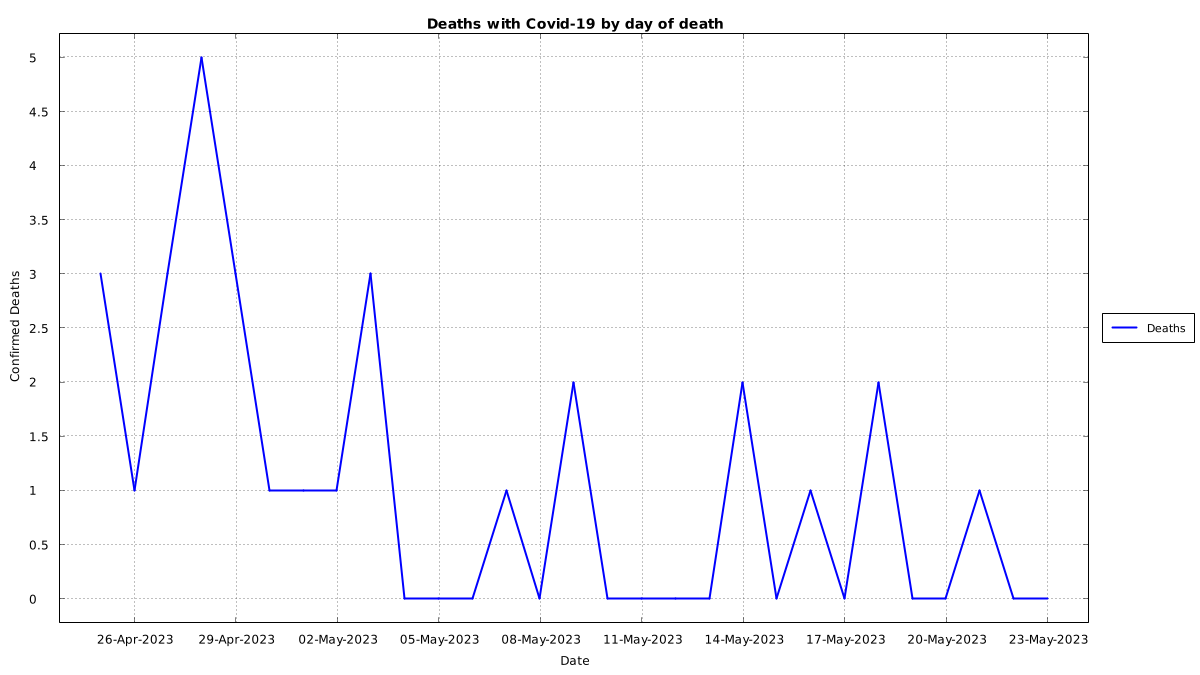 Deaths with Covid-19 by day of death
5
4.5
4
3.5
3
2.5
2
1.5
1
0.5
0
Confirmed Deaths
Deaths
26-Apr-2023 29-Apr-2023 02-May-2023 05-May-2023 08-May-2023 11-May-2023 14-May-2023 17-May-2023 20-May-2023 23-May-2023
Date